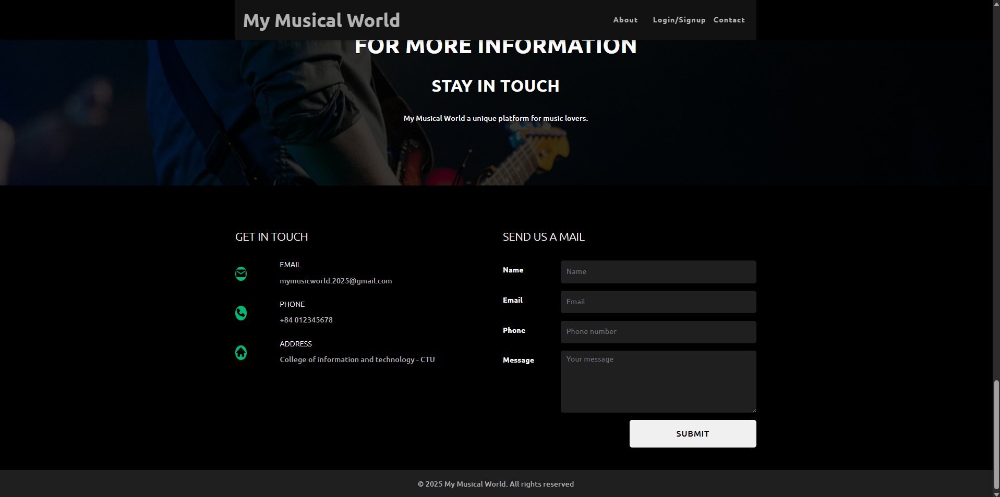 My Musical World
About Login/Signup Contact
FOR MORE INFORMATION
STAY IN TOUCH
My Musical World a unique platform for music lovers.
GET IN TOUCH
EMAIL
mymusicworld.2025@gmail.com
PHONE
+84 012345678
ADDRESS
College of information and technology - CTU
SEND US A MAIL
Name
Name
Email
Email
Phone
Phone number
Message
Your message
SUBMIT
© 2025 My Musical World. All rights reserved